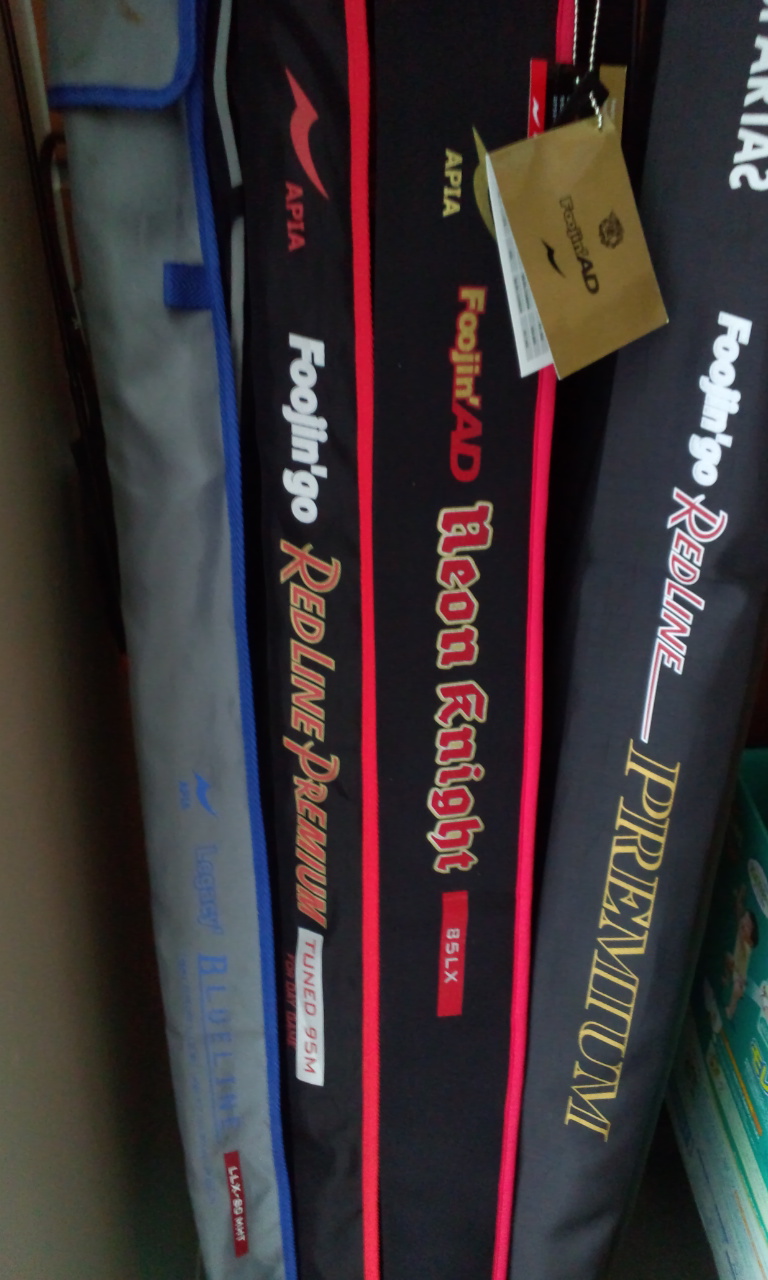 APIA
BLUELINE
APIA
Foojin'go
REDLINE PREMIUM
TUNED 95M
APIA
Foojin'AD
Neon Knight
85LX
Foojin'AD
Foojin'go
REDLINE
PREMIUM